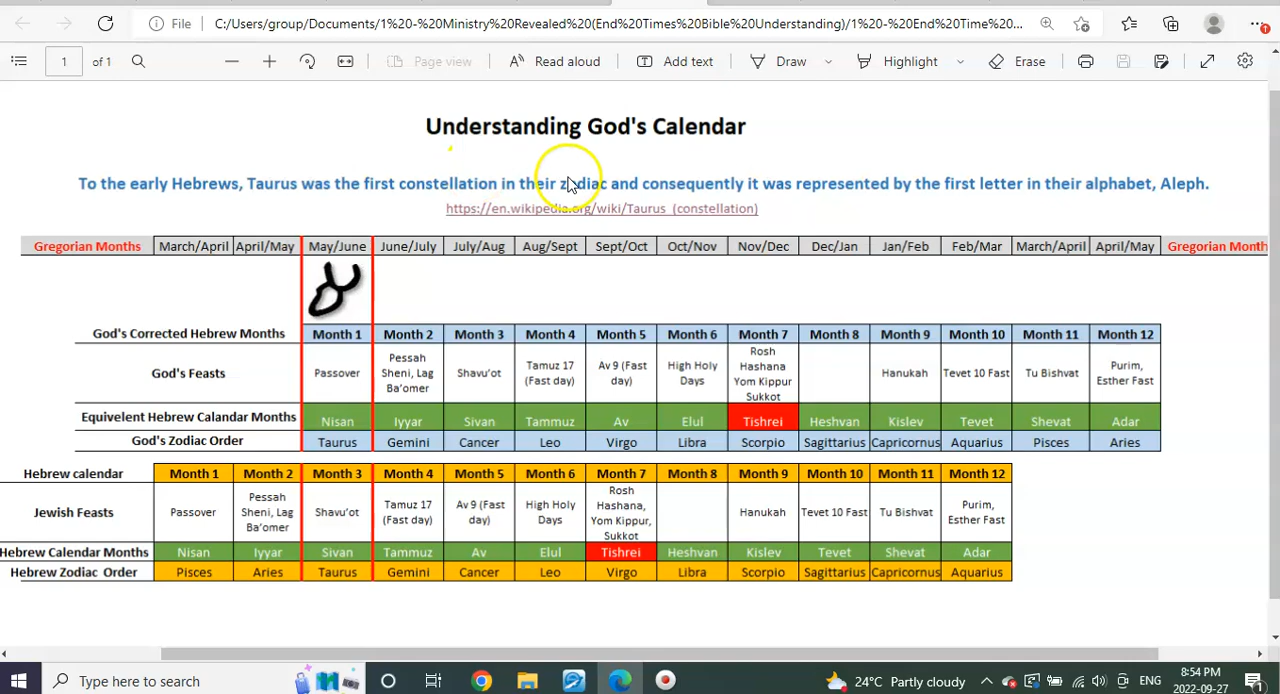 File C:/Users/group/Documents/1%20-%20Ministry%20Revealed%20(End%20Times%20Bible%20Understanding)/1%20-%20End%20Time%20...
1 of 1 Page view Read aloud Add text Draw Highlight Erase
Understanding God's Calendar
To the early Hebrews, Taurus was the first constellation in their zodiac and consequently it was represented by the first letter in their alphabet, Aleph.
https://en.wikipedia.org/wiki/Taurus_(constellation)
Gregorian Months March/April April/May May/June June/July July/Aug Aug/Sept Sept/Oct Oct/Nov Nov/Dec Dec/Jan Jan/Feb Feb/Mar March/April April/May Gregorian Month
God's Corrected Hebrew Months Month 1 Month 2 Month 3 Month 4 Month 5 Month 6 Month 7 Month 8 Month 9 Month 10 Month 11 Month 12
God's Feasts Passover Pessah Sheni, Lag Ba'omer Shavu'ot Tamuz 17 (Fast day) Av 9 (Fast day) High Holy Days Rosh Hashana Yom Kippur Sukkot Hanukah Tevet 10 Fast Tu Bishvat Purim, Esther Fast
Equivelent Hebrew Calandar Months Nisan Iyyar Sivan Tammuz Av Elul Tishrei Heshvan Kislev Tevet Shevat Adar
God's Zodiac Order Taurus Gemini Cancer Leo Virgo Libra Scorpio Sagittarius Capricornus Aquarius Pisces Aries
Hebrew calendar Month 1 Month 2 Month 3 Month 4 Month 5 Month 6 Month 7 Month 8 Month 9 Month 10 Month 11 Month 12
Jewish Feasts Passover Pessah Sheni, Lag Ba'omer Shavu'ot Tamuz 17 (Fast day) Av 9 (Fast day) High Holy Days Rosh Hashana, Yom Kippur, Sukkot Hanukah Tevet 10 Fast Tu Bishvat Purim, Esther Fast
Hebrew Calendar Months Nisan Iyyar Sivan Tammuz Av Elul Tishrei Heshvan Kislev Tevet Shevat Adar
Hebrew Zodiac Order Pisces Aries Taurus Gemini Cancer Leo Virgo Libra Scorpio Sagittarius Capricornus Aquarius
Type here to search 24°C Partly cloudy ENG 8:54 PM
2022-09-27